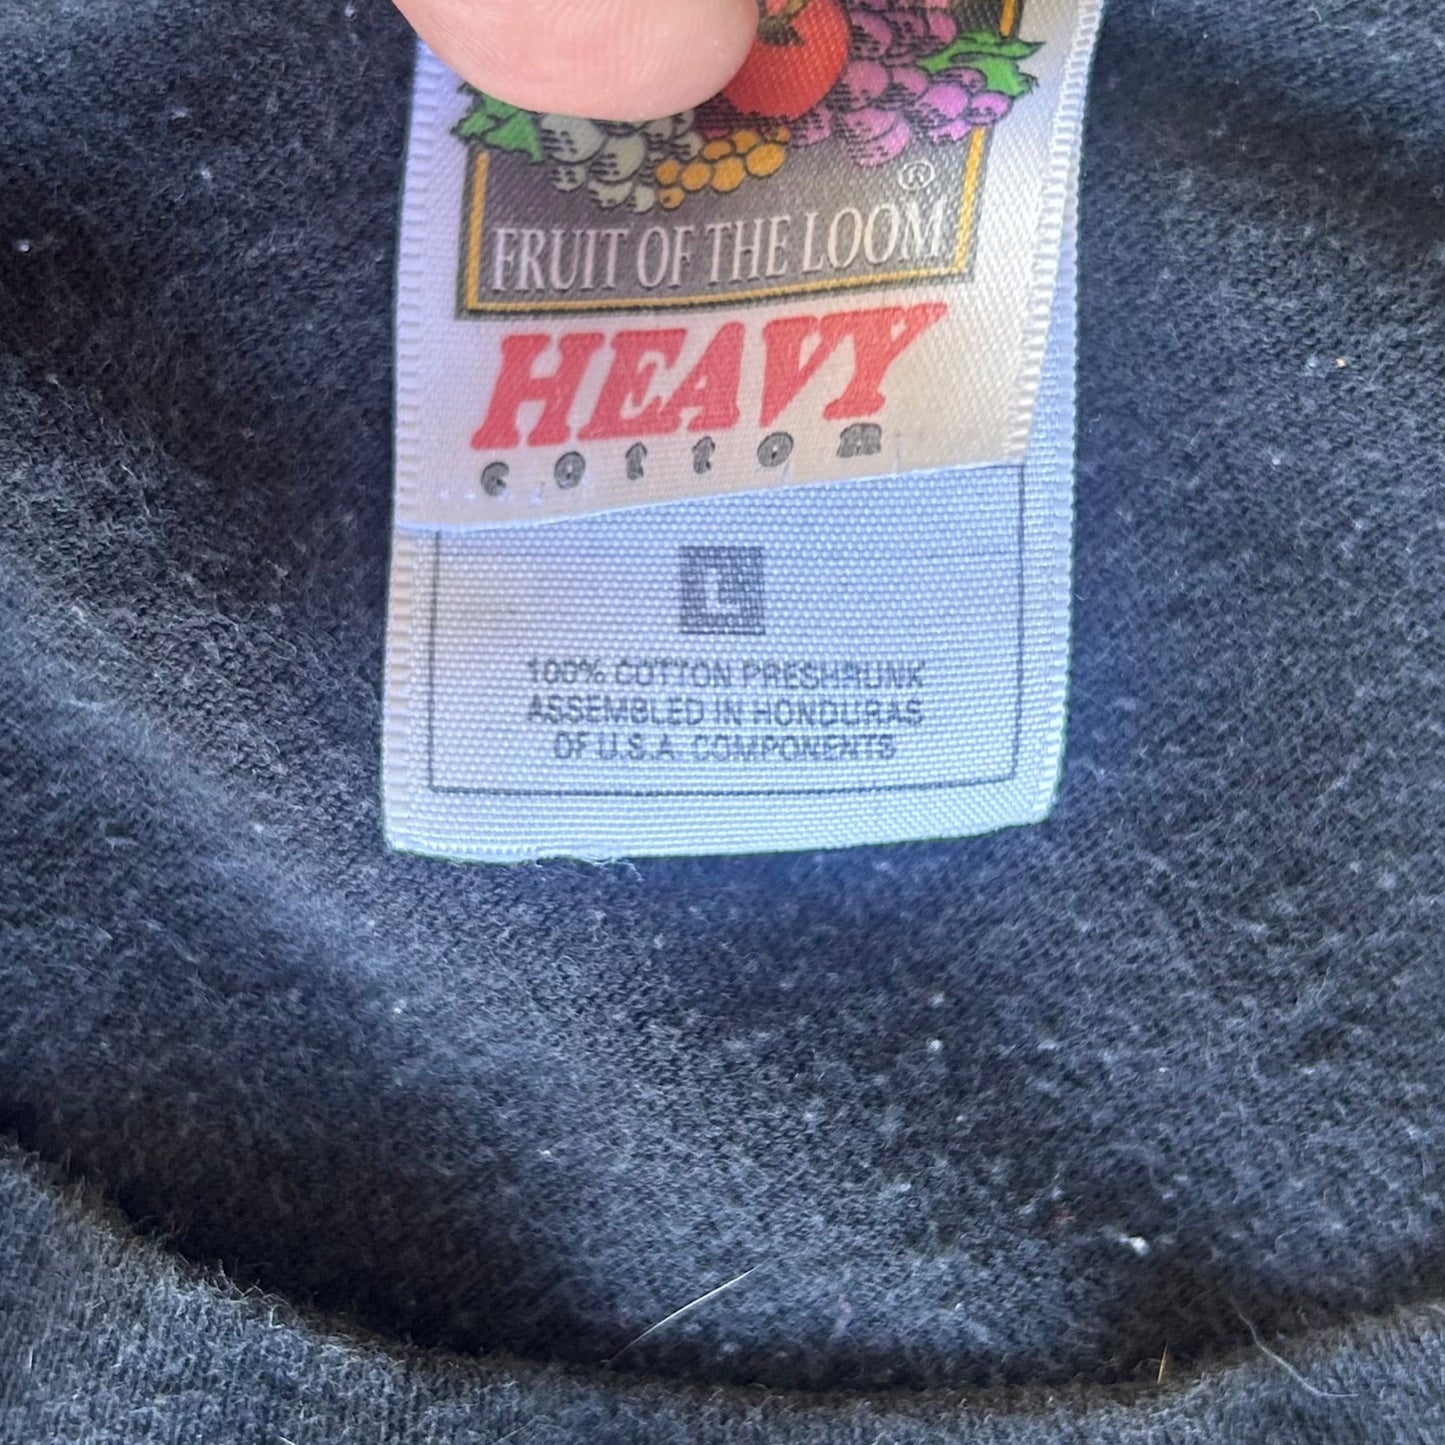 ®
FRUIT OF THE LOOM
HEAVY
cotton
L
100% COTTON PRESHRUNK
ASSEMBLED IN HONDURAS
OF U.S.A. COMPONENTS